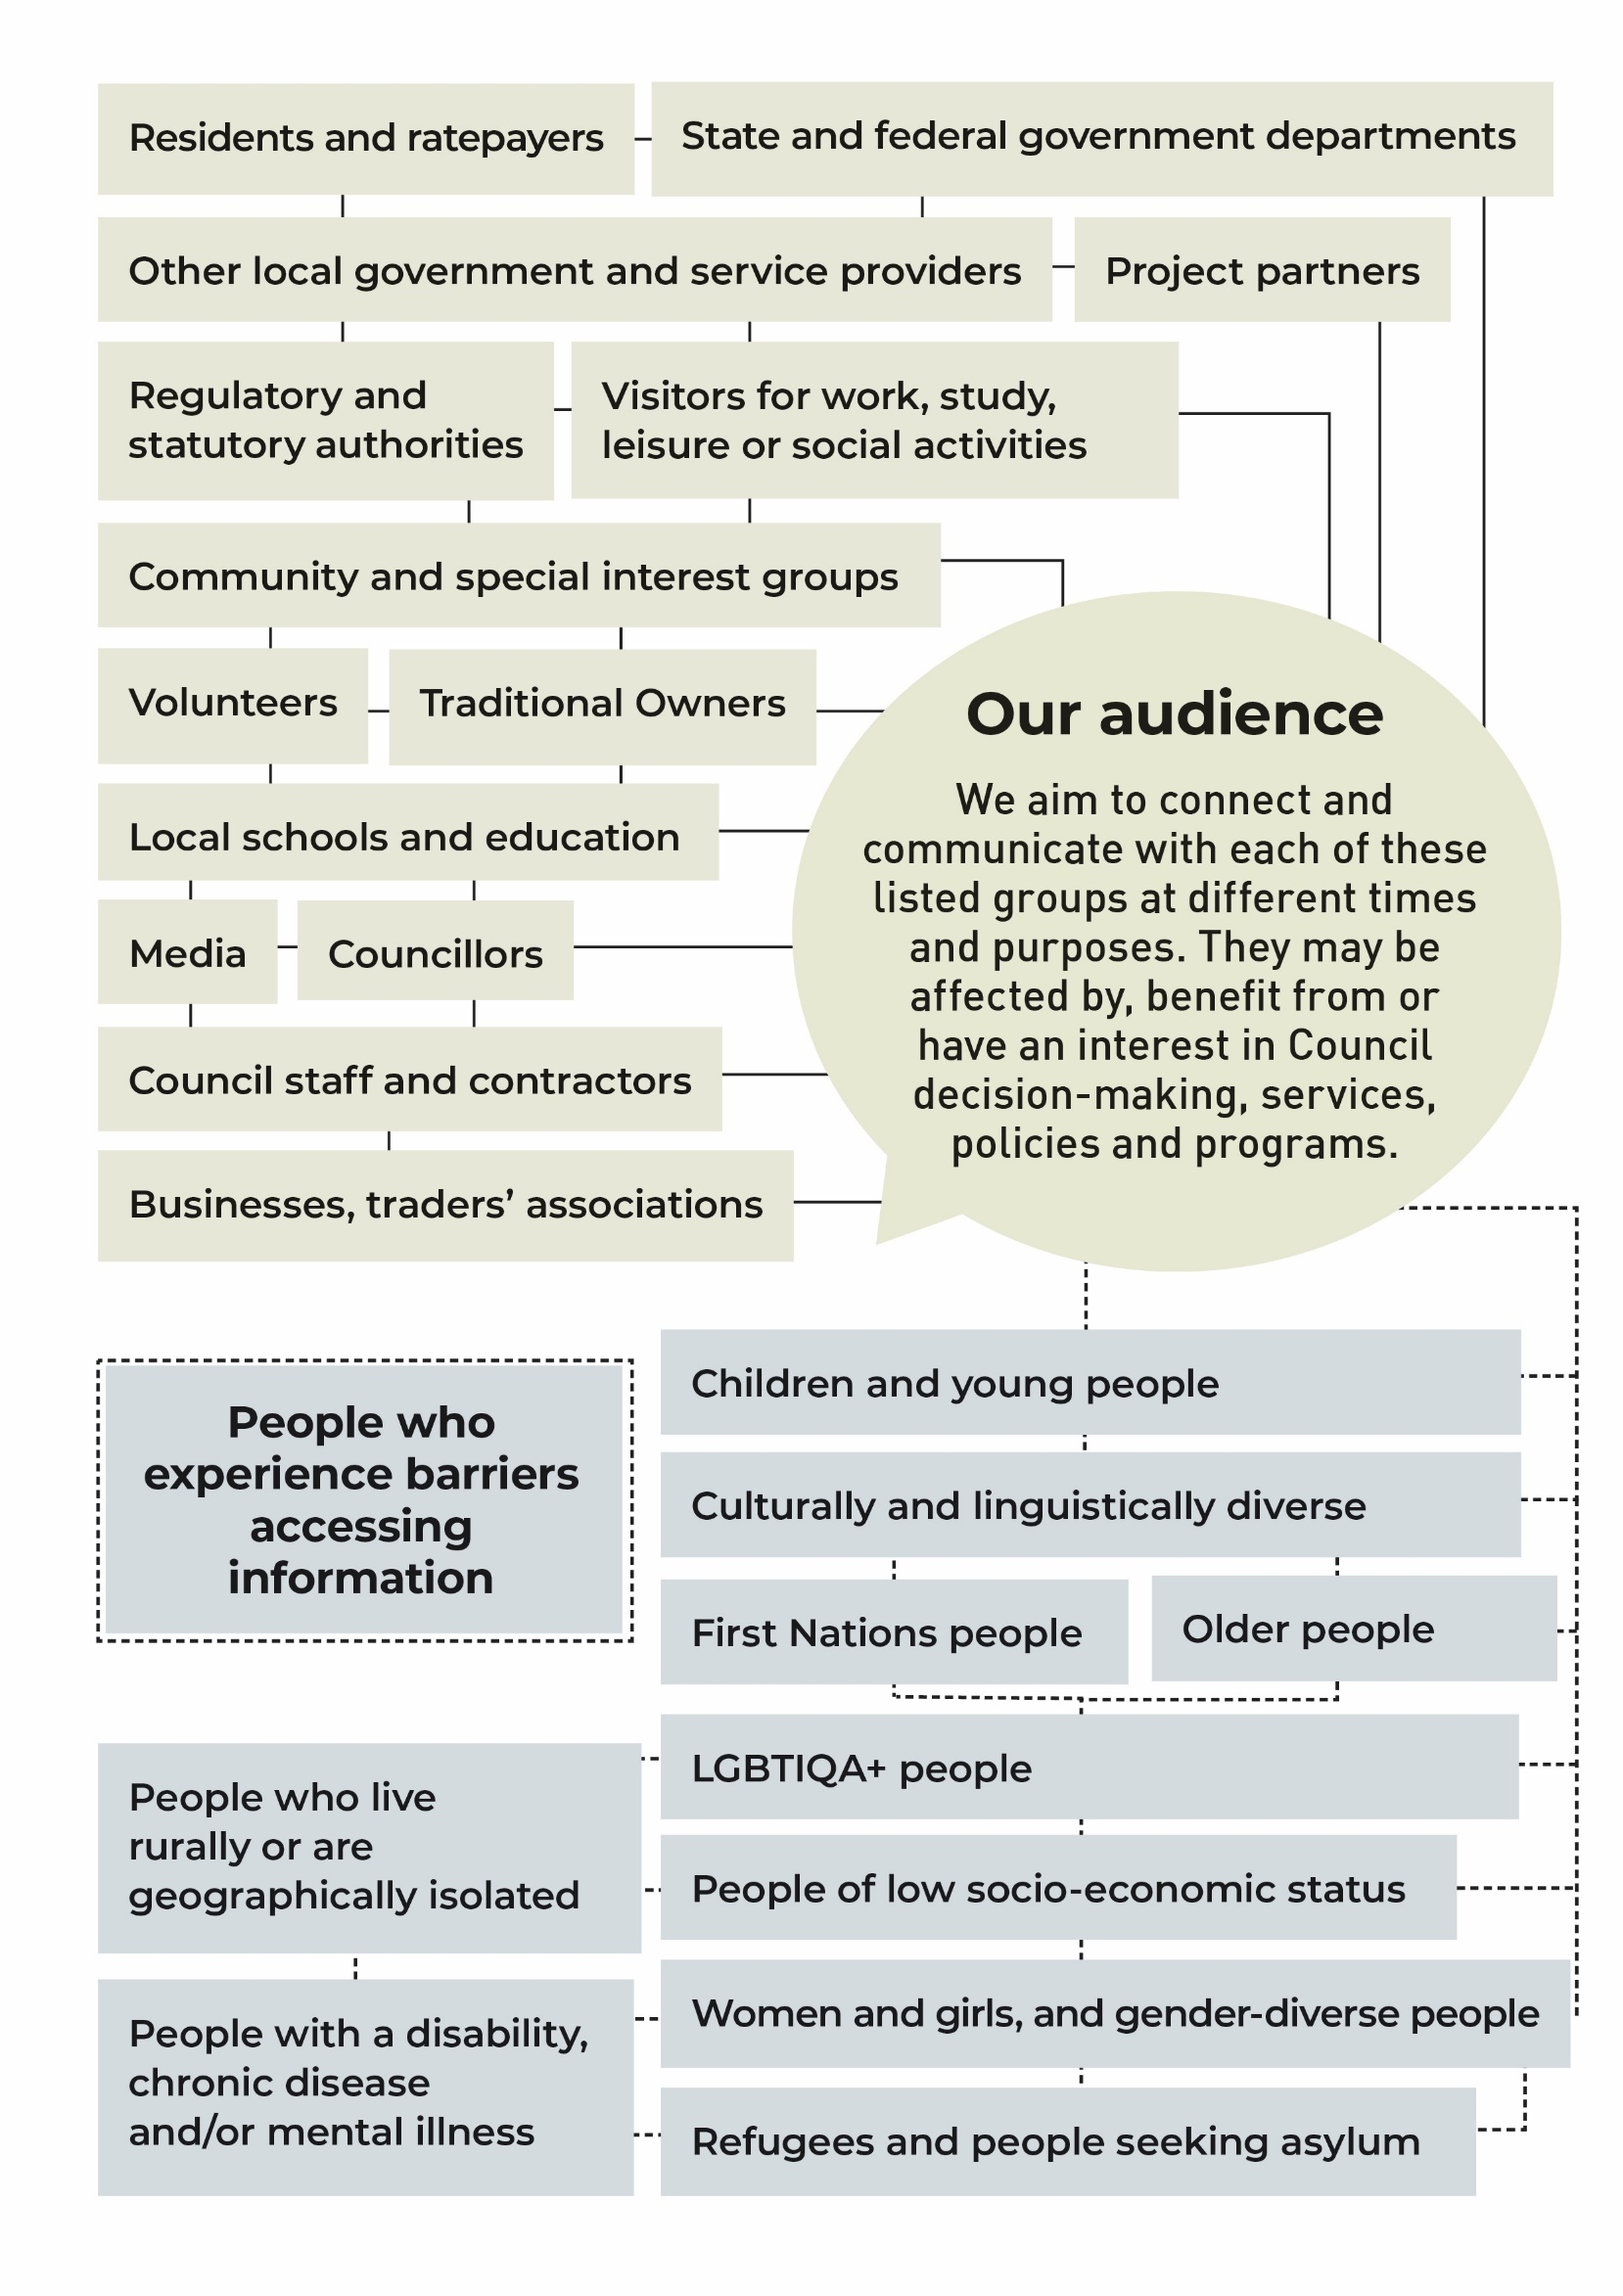 Residents and ratepayers
State and federal government departments
Other local government and service providers
Project partners
Regulatory and
statutory authorities
Visitors for work, study,
leisure or social activities
Community and special interest groups
Volunteers
Traditional Owners
Local schools and education
Media
Councillors
Council staff and contractors
Businesses, traders’ associations
Our audience
We aim to connect and
communicate with each of these
listed groups at different times
and purposes. They may be
affected by, benefit from or
have an interest in Council
decision-making, services,
policies and programs.
People who
experience barriers
accessing
information
Children and young people
Culturally and linguistically diverse
First Nations people
Older people
LGBTIQA+ people
People who live
rurally or are
geographically isolated
People of low socio-economic status
Women and girls, and gender-diverse people
People with a disability,
chronic disease
and/or mental illness
Refugees and people seeking asylum